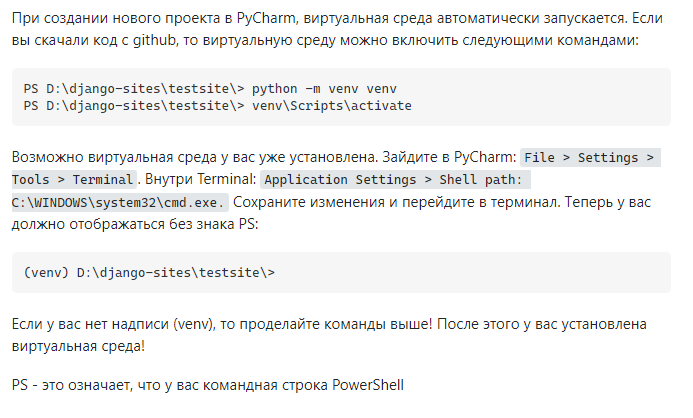 При создании нового проекта в PyCharm, виртуальная среда автоматически запускается. Если
вы скачали код с github, то виртуальную среду можно включить следующими командами:
PS D:\django-sites\testsite\> python -m venv venv
PS D:\django-sites\testsite\> venv\Scripts\activate
Возможно виртуальная среда у вас уже установлена. Зайдите в PyCharm: File > Settings >
Tools > Terminal. Внутри Terminal: Application Settings > Shell path:
C:\WINDOWS\system32\cmd.exe. Сохраните изменения и перейдите в терминал. Теперь у вас
должно отображаться без знака PS:
(venv) D:\django-sites\testsite\>
Если у вас нет надписи (venv), то проделайте команды выше! После этого у вас установлена
виртуальная среда!
PS - это означает, что у вас командная строка PowerShell